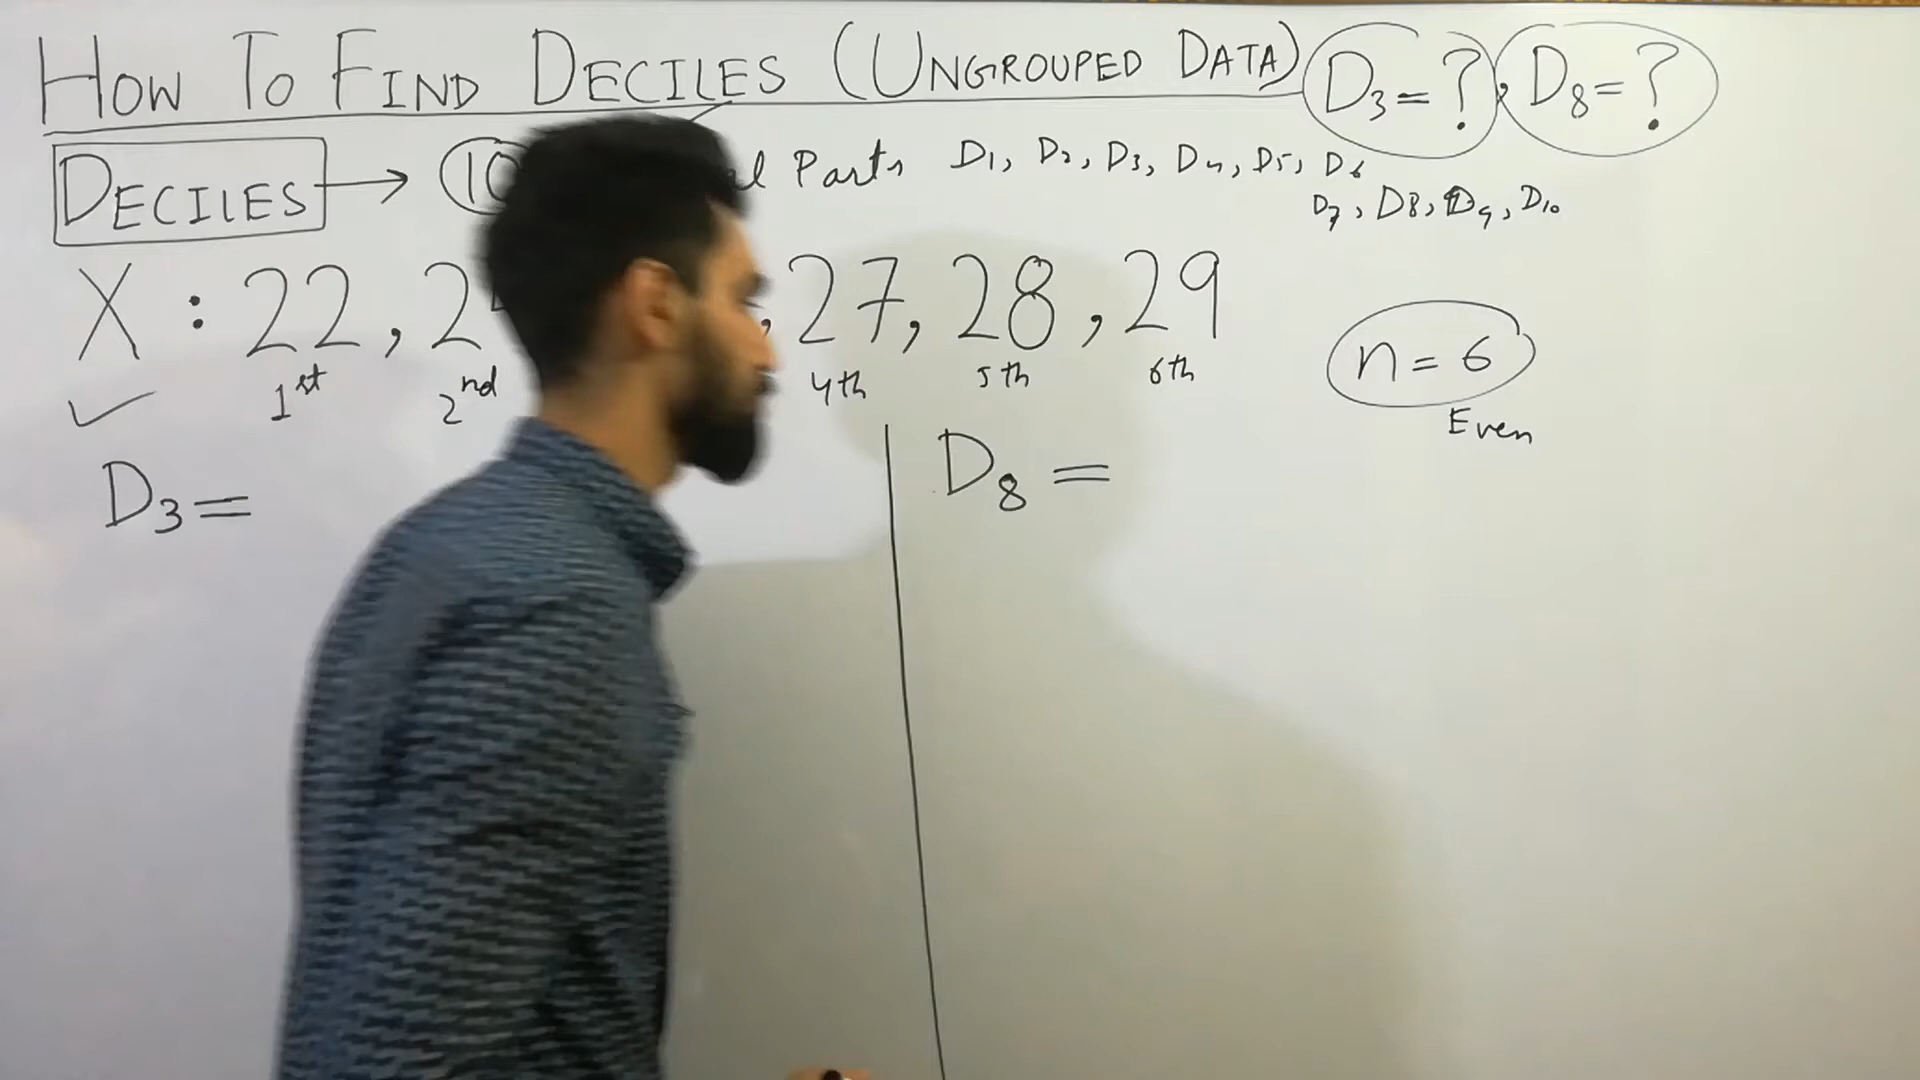 HOW TO FIND DECILES (UNGROUPED DATA) D3=?, D8=?
DECILES → 10 Parts D1, D2, D3, D4, D5, D6
D7, D8, D9, D10
X : 22, , 27, 28, 29
1st 2nd 4th 5th 6th
n = 6
Even
D3 =
D8 =